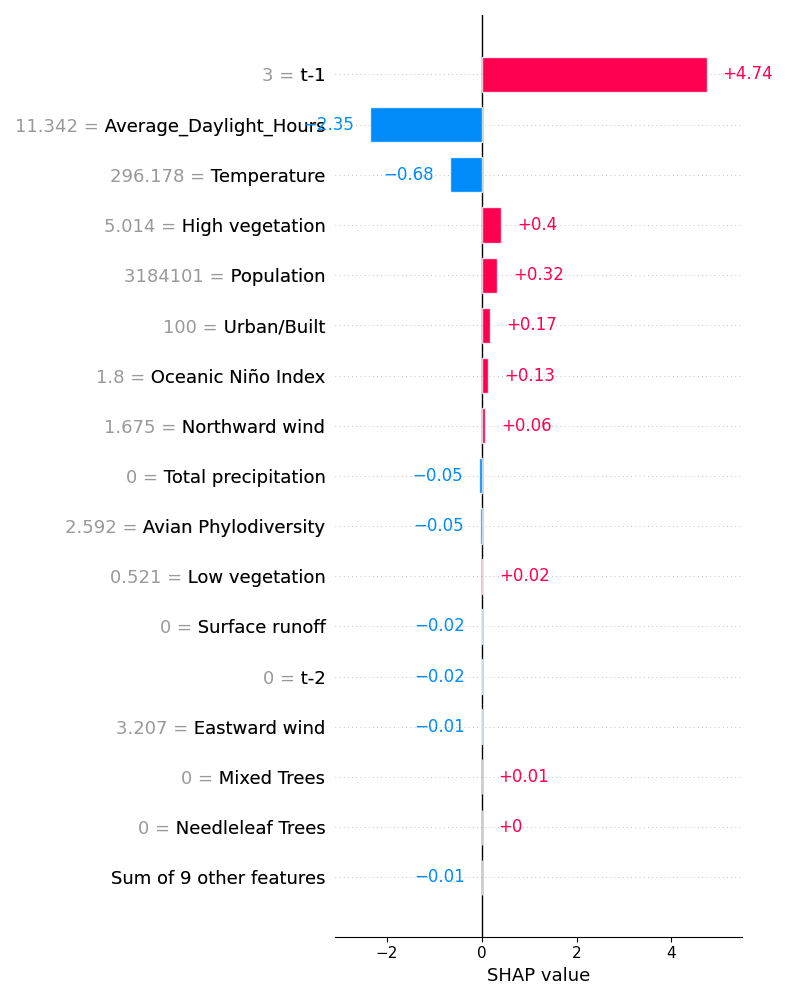 3 = t-1 +4.74
11.342 = Average_Daylight_Hours −2.35
296.178 = Temperature −0.68
5.014 = High vegetation +0.4
3184101 = Population +0.32
100 = Urban/Built +0.17
1.8 = Oceanic Niño Index +0.13
1.675 = Northward wind +0.06
0 = Total precipitation −0.05
2.592 = Avian Phylodiversity −0.05
0.521 = Low vegetation +0.02
0 = Surface runoff −0.02
0 = t-2 −0.02
3.207 = Eastward wind −0.01
0 = Mixed Trees +0.01
0 = Needleleaf Trees +0
Sum of 9 other features −0.01
−2 0 2 4
SHAP value